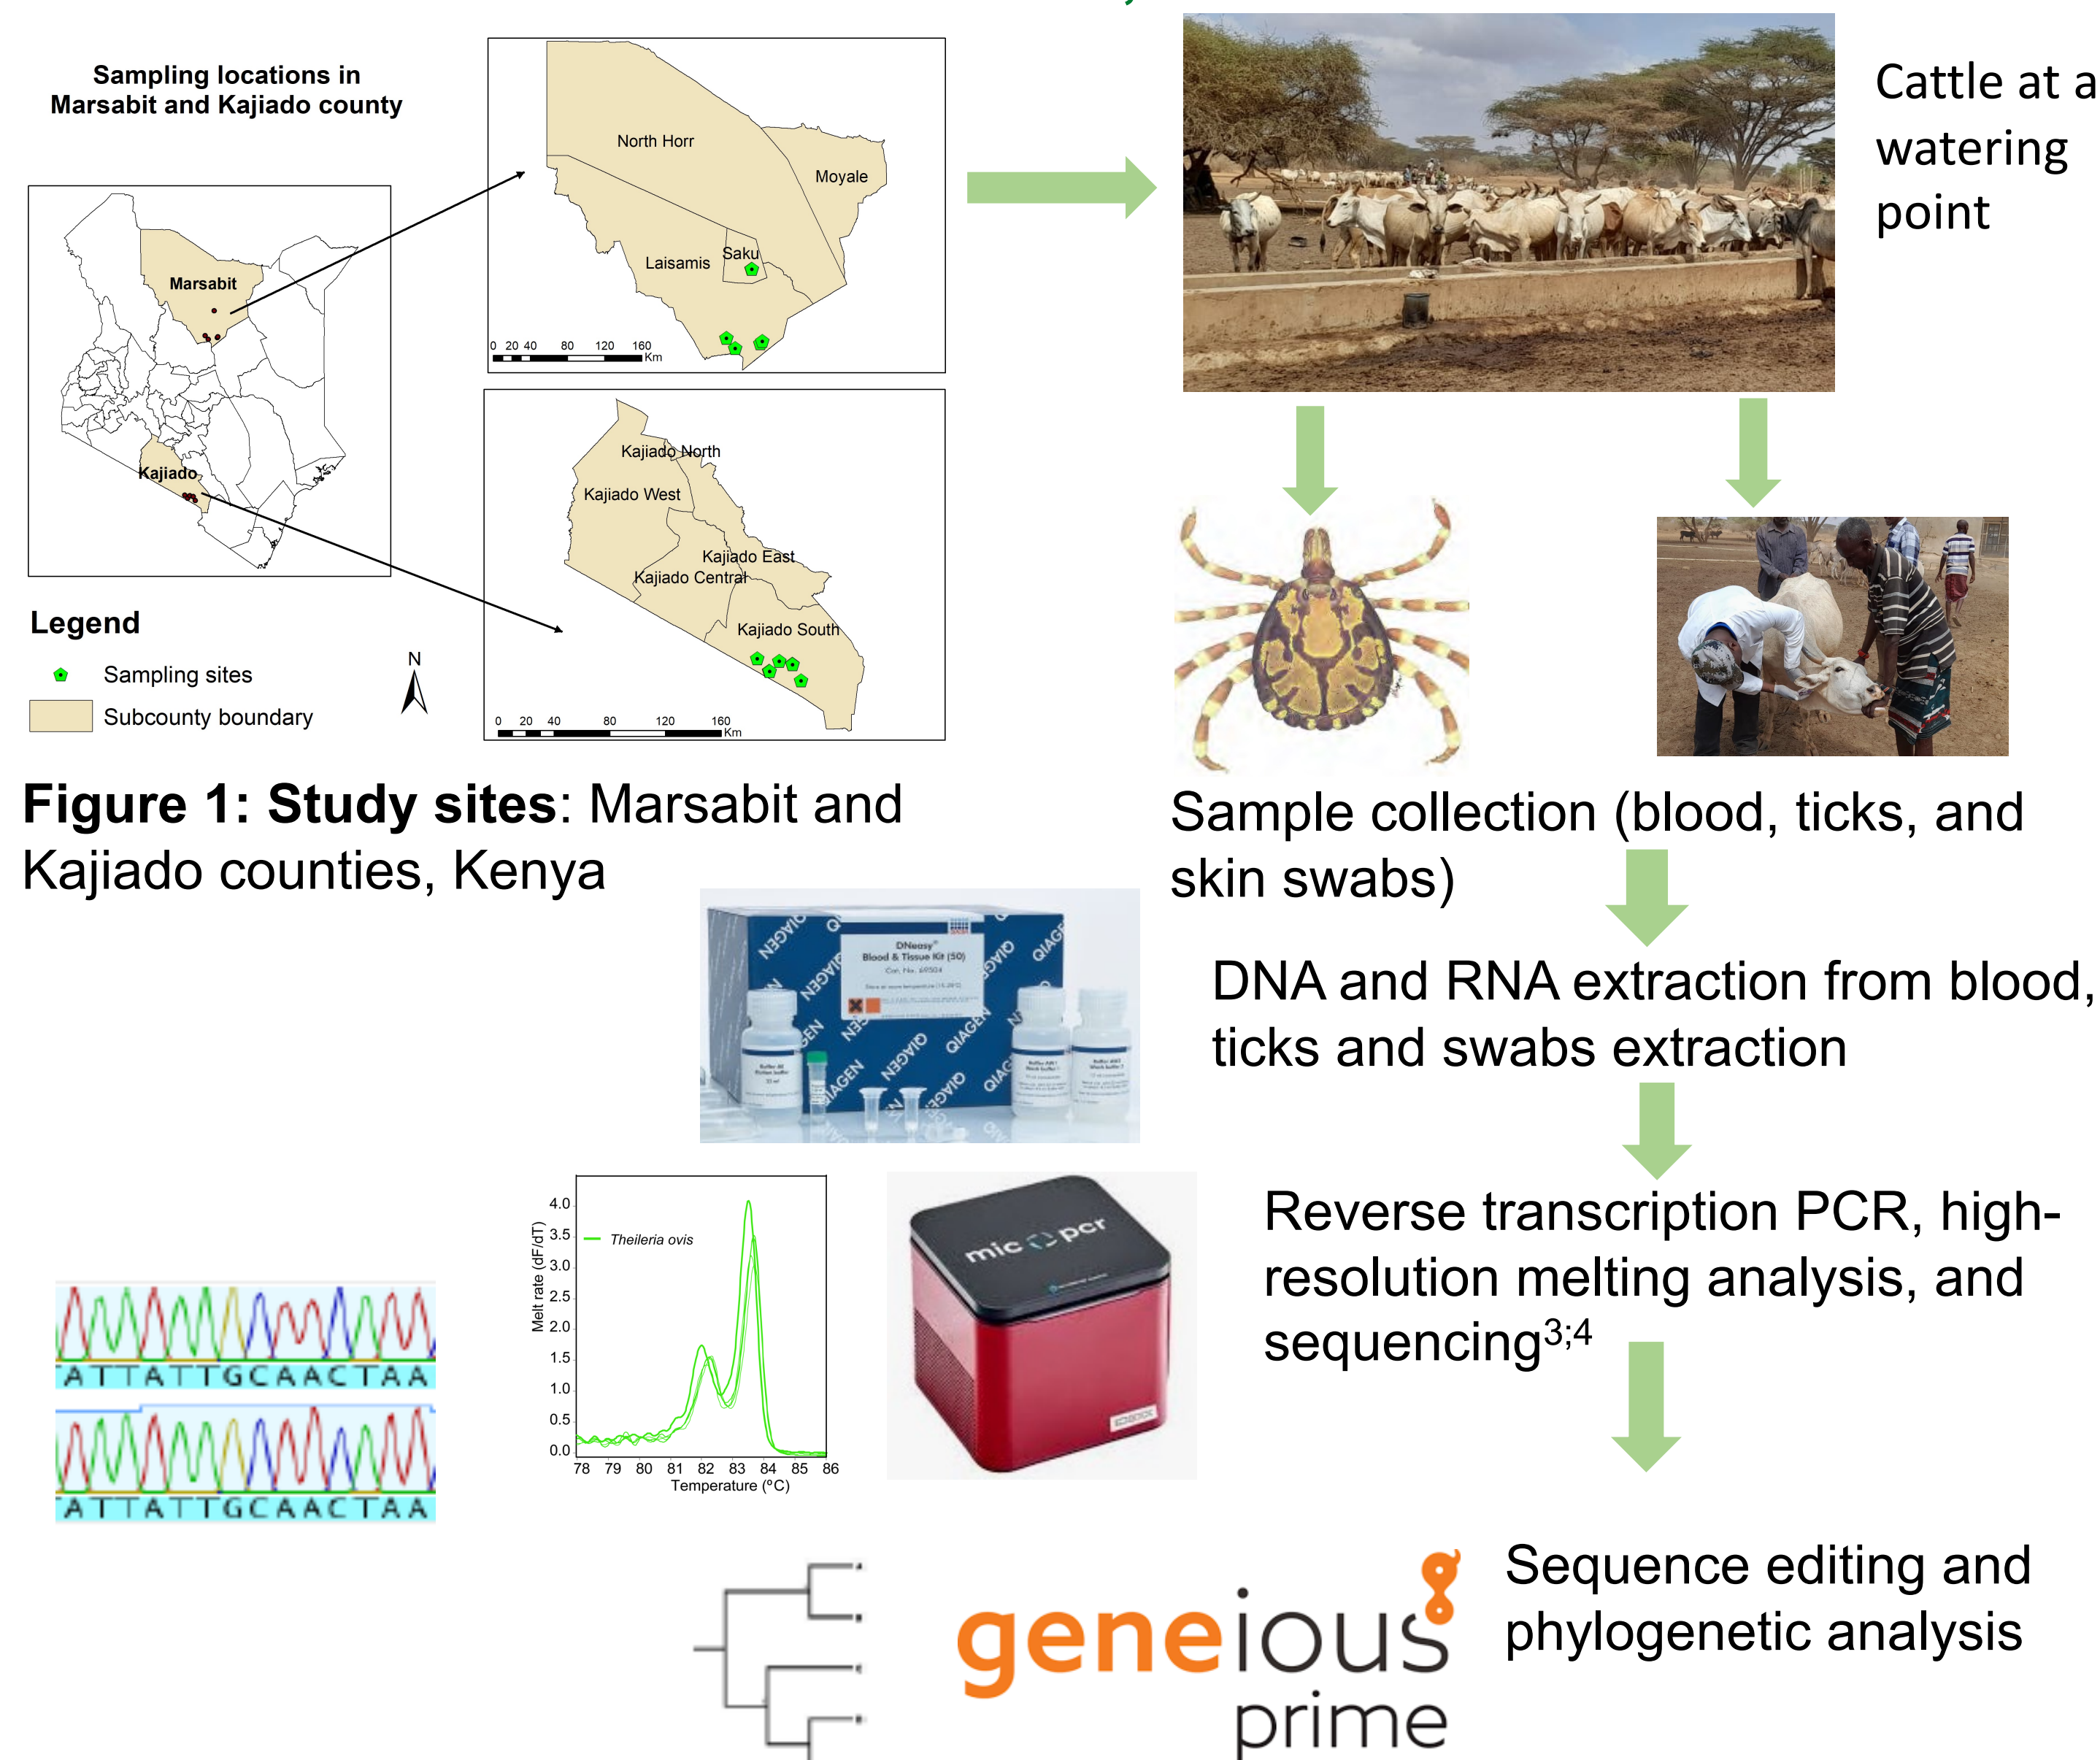 Sampling locations in
Marsabit and Kajiado county
Marsabit
Kajiado
North Horr
Moyale
Saku
Laisamis
0 20 40 80 120 160
Km
Kajiado North
Kajiado West
Kajiado East
Kajiado Central
Kajiado South
0 20 40 80 120 160
Km
Legend
Sampling sites
Subcounty boundary
N
Figure 1: Study sites: Marsabit and
Kajiado counties, Kenya
Cattle at a
watering
point
Sample collection (blood, ticks, and
skin swabs)
DNA and RNA extraction from blood,
ticks and swabs extraction
QIAGEN
DNeasy®
Blood & Tissue Kit (50)
Cat. No. 69504
Reverse transcription PCR, high-
resolution melting analysis, and
sequencing3;4
mic pcr
Melt rate (dF/dT)
4.0
3.5
3.0
2.5
2.0
1.5
1.0
0.5
0.0
Theileria ovis
78 79 80 81 82 83 84 85 86
Temperature (ºC)
ATTATTGCAACTAA
ATTATTGCAACTAA
geneious
prime
Sequence editing and
phylogenetic analysis